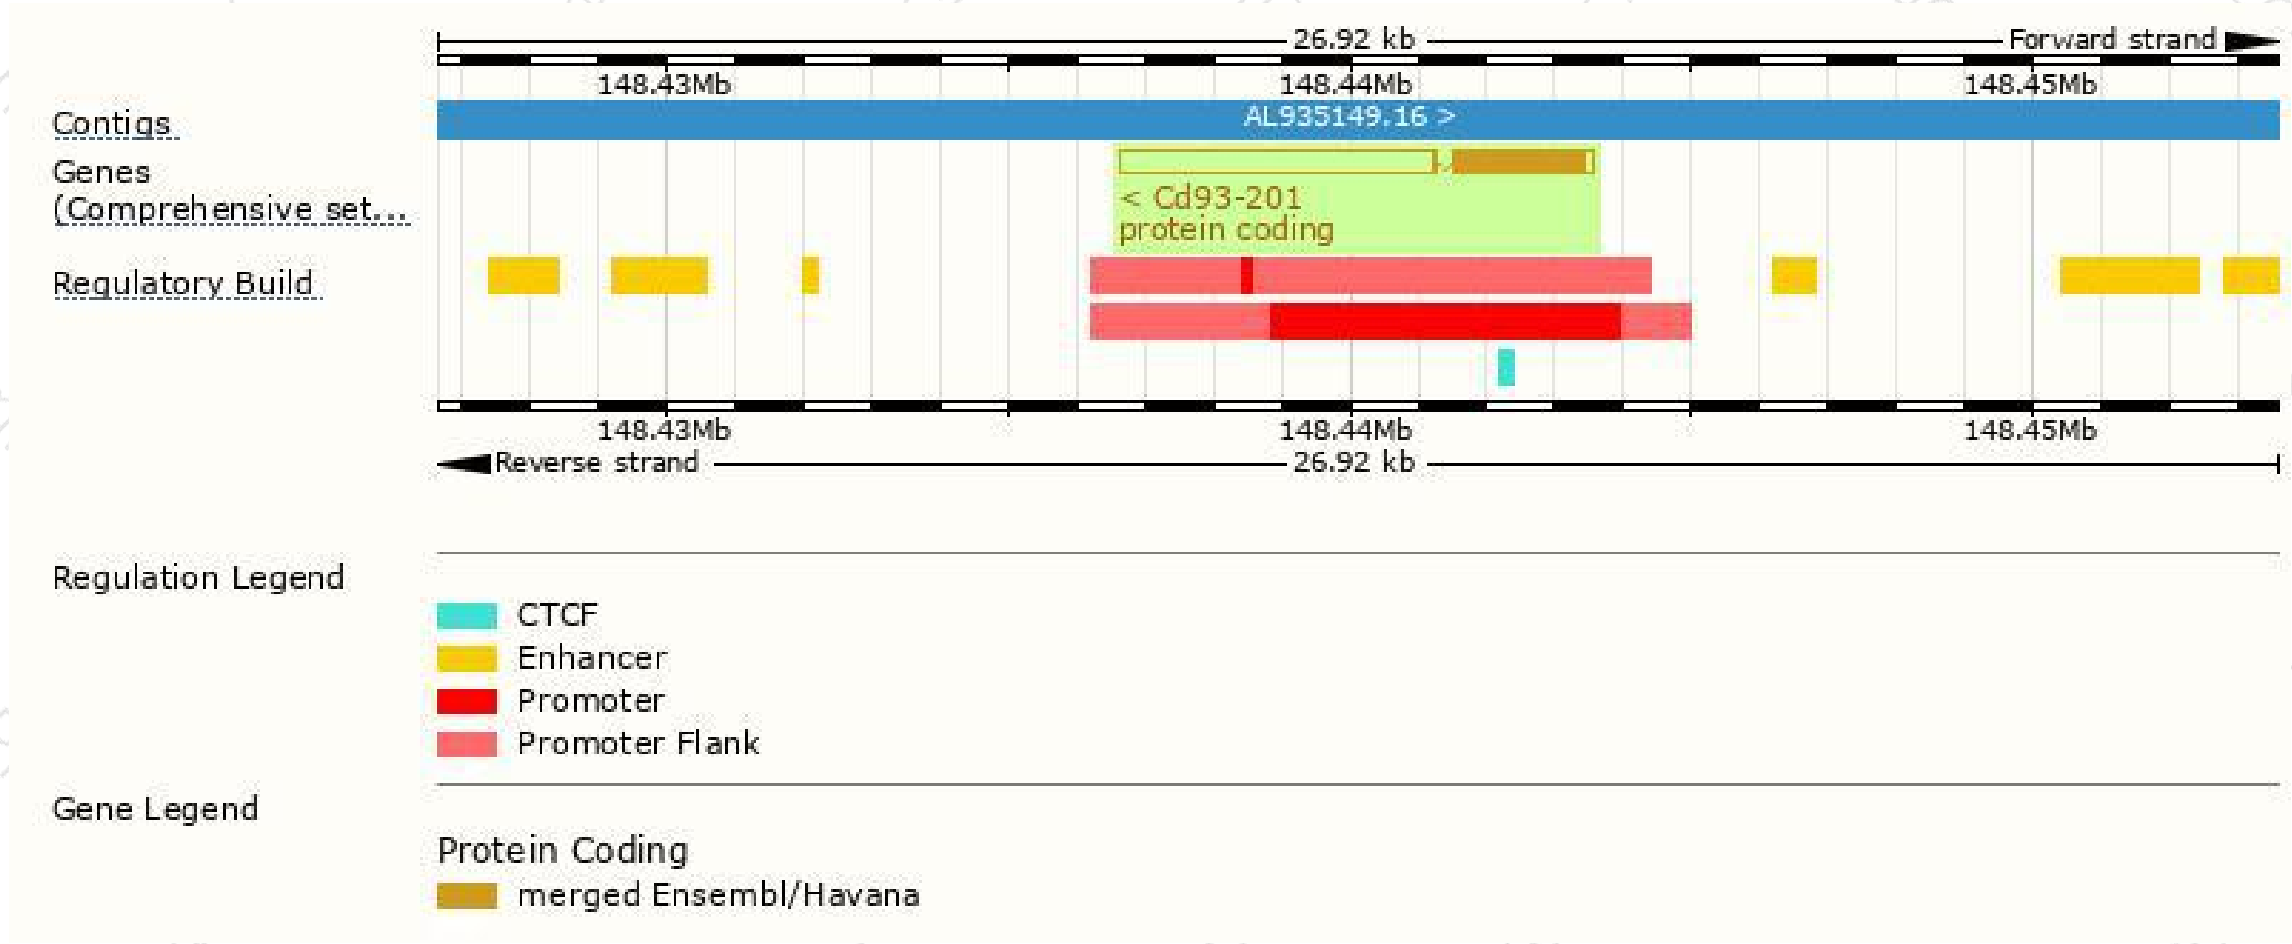 26.92 kb Forward strand
148.43Mb 148.44Mb 148.45Mb
Contigs AL935149.16 >
Genes
(Comprehensive set...
< Cd93-201
protein coding
Regulatory Build
148.43Mb 148.44Mb 148.45Mb
Reverse strand 26.92 kb
Regulation Legend
CTCF
Enhancer
Promoter
Promoter Flank
Gene Legend
Protein Coding
merged Ensembl/Havana